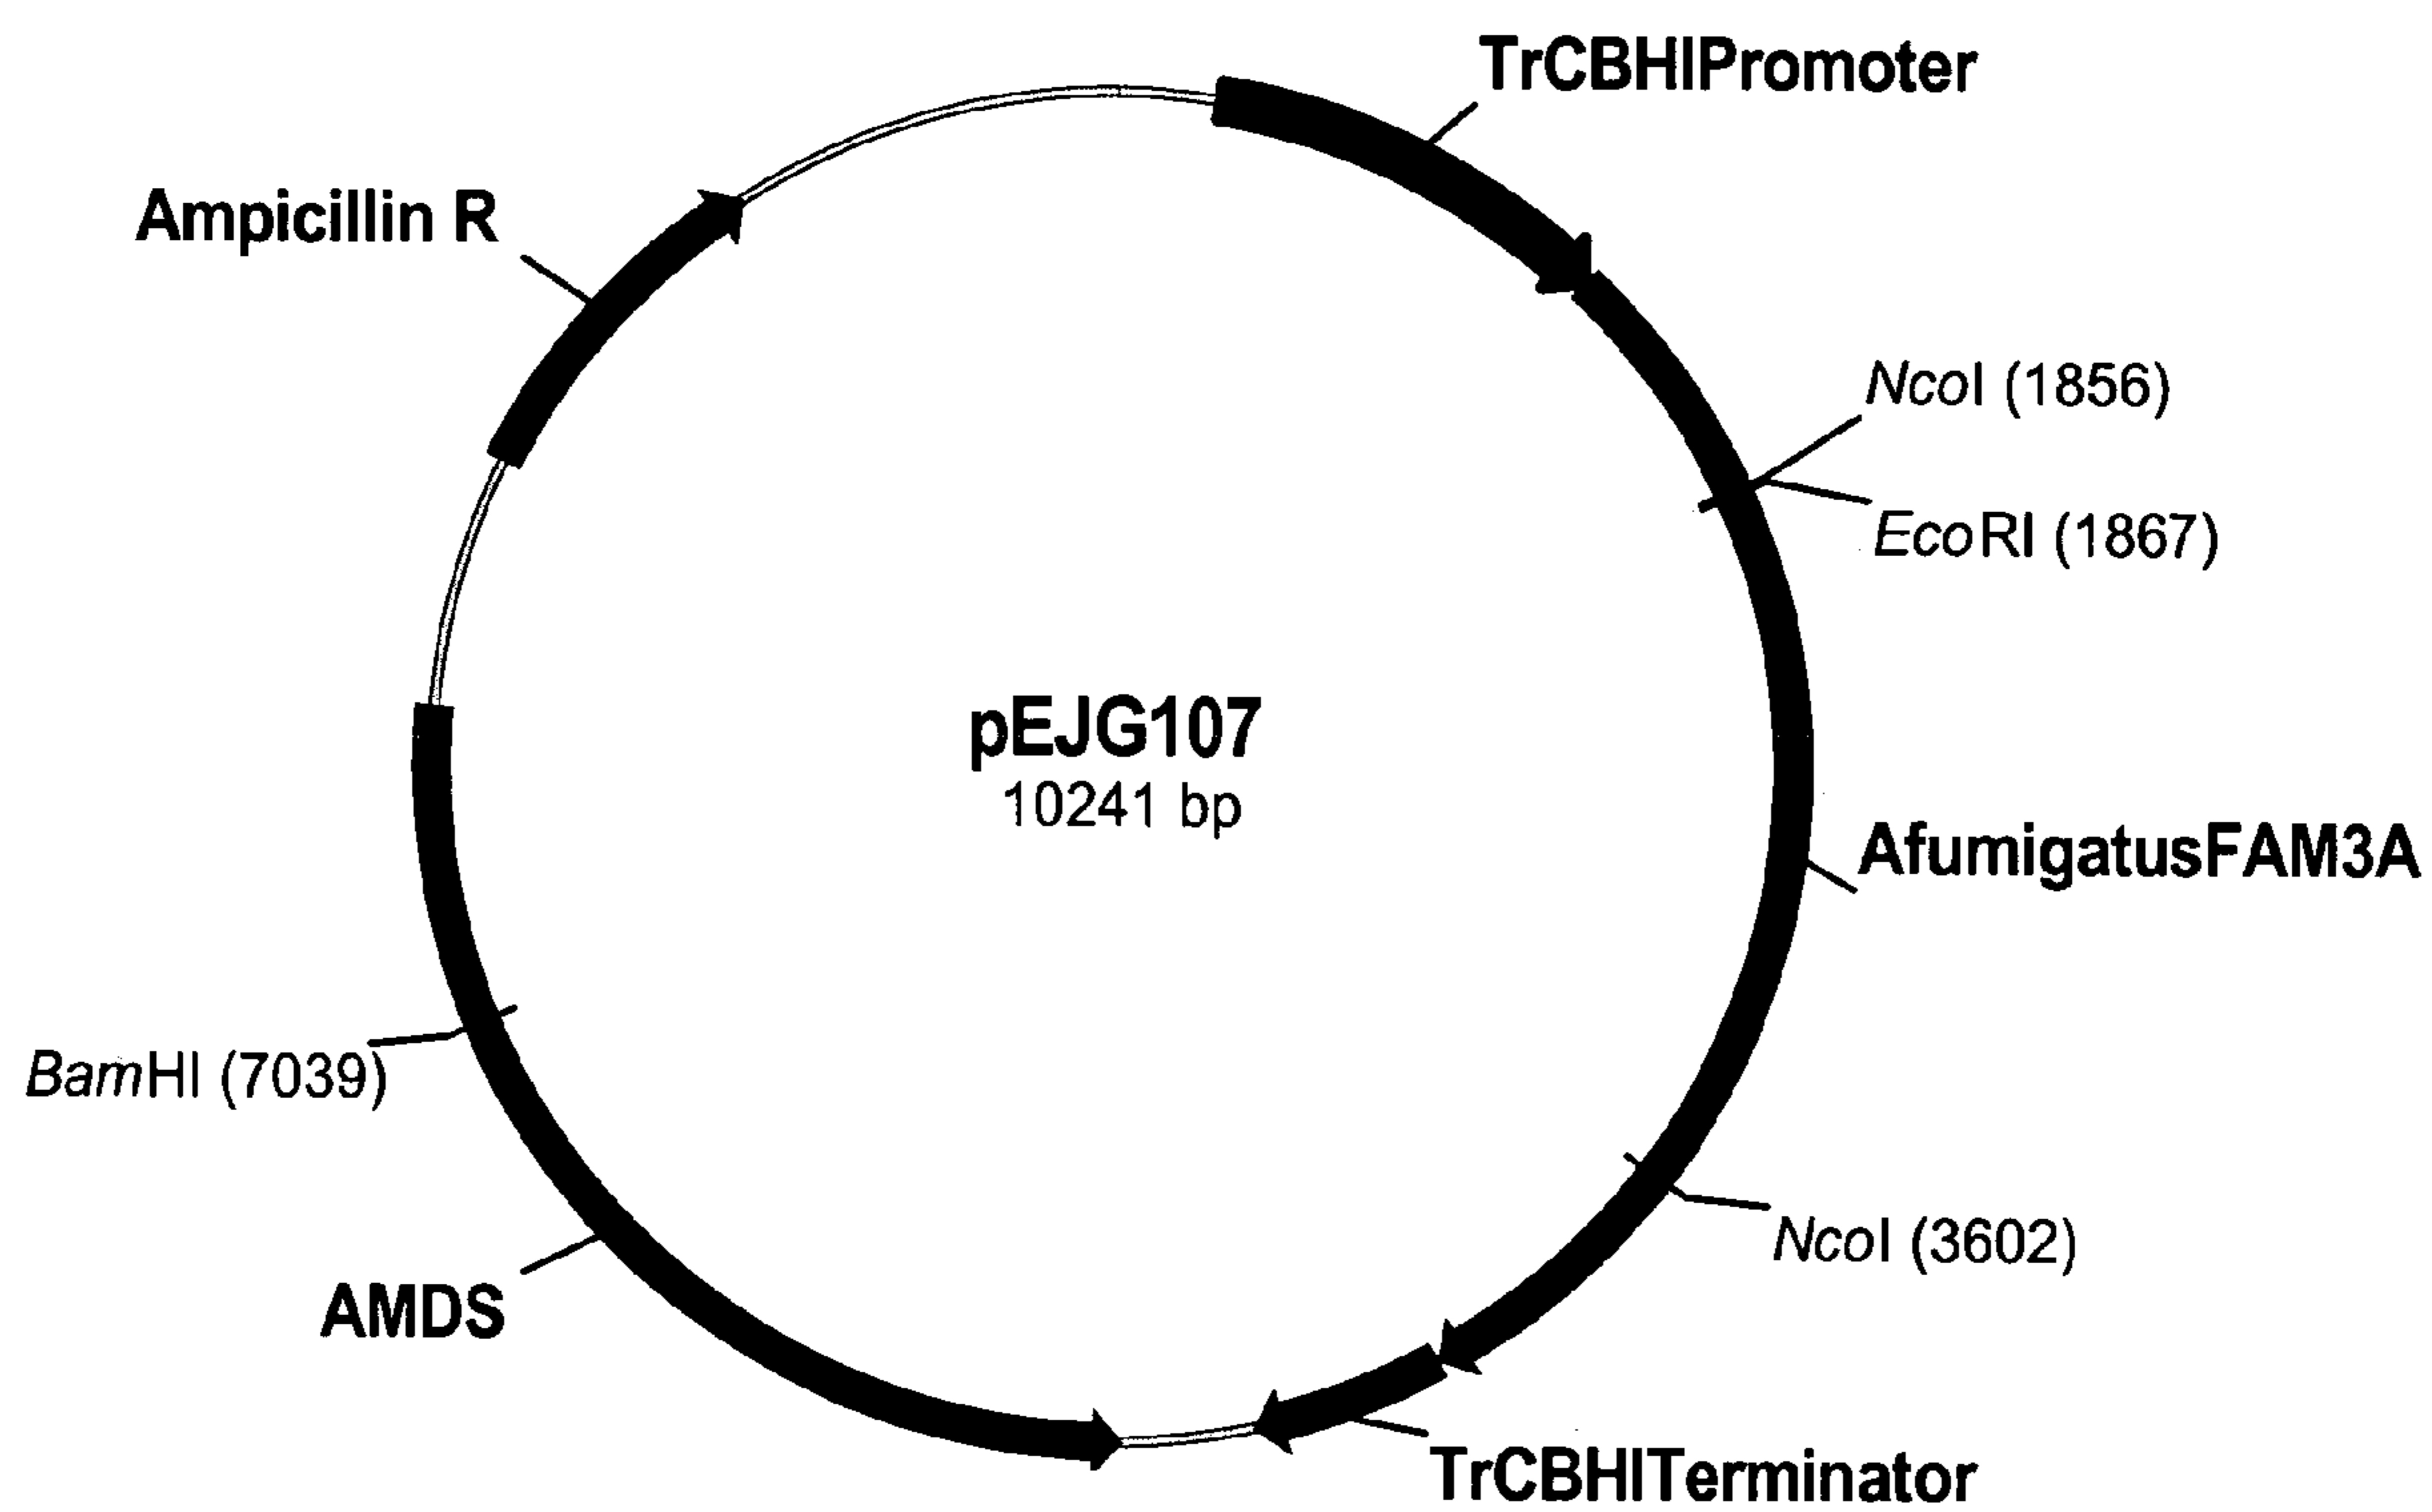 TrCBHIPromoter
Ampicillin R
NcoI (1856)
EcoRI (1867)
pEJG107
10241 bp
AfumigatusFAM3A
BamHI (7039)
NcoI (3602)
AMDS
TrCBHITerminator